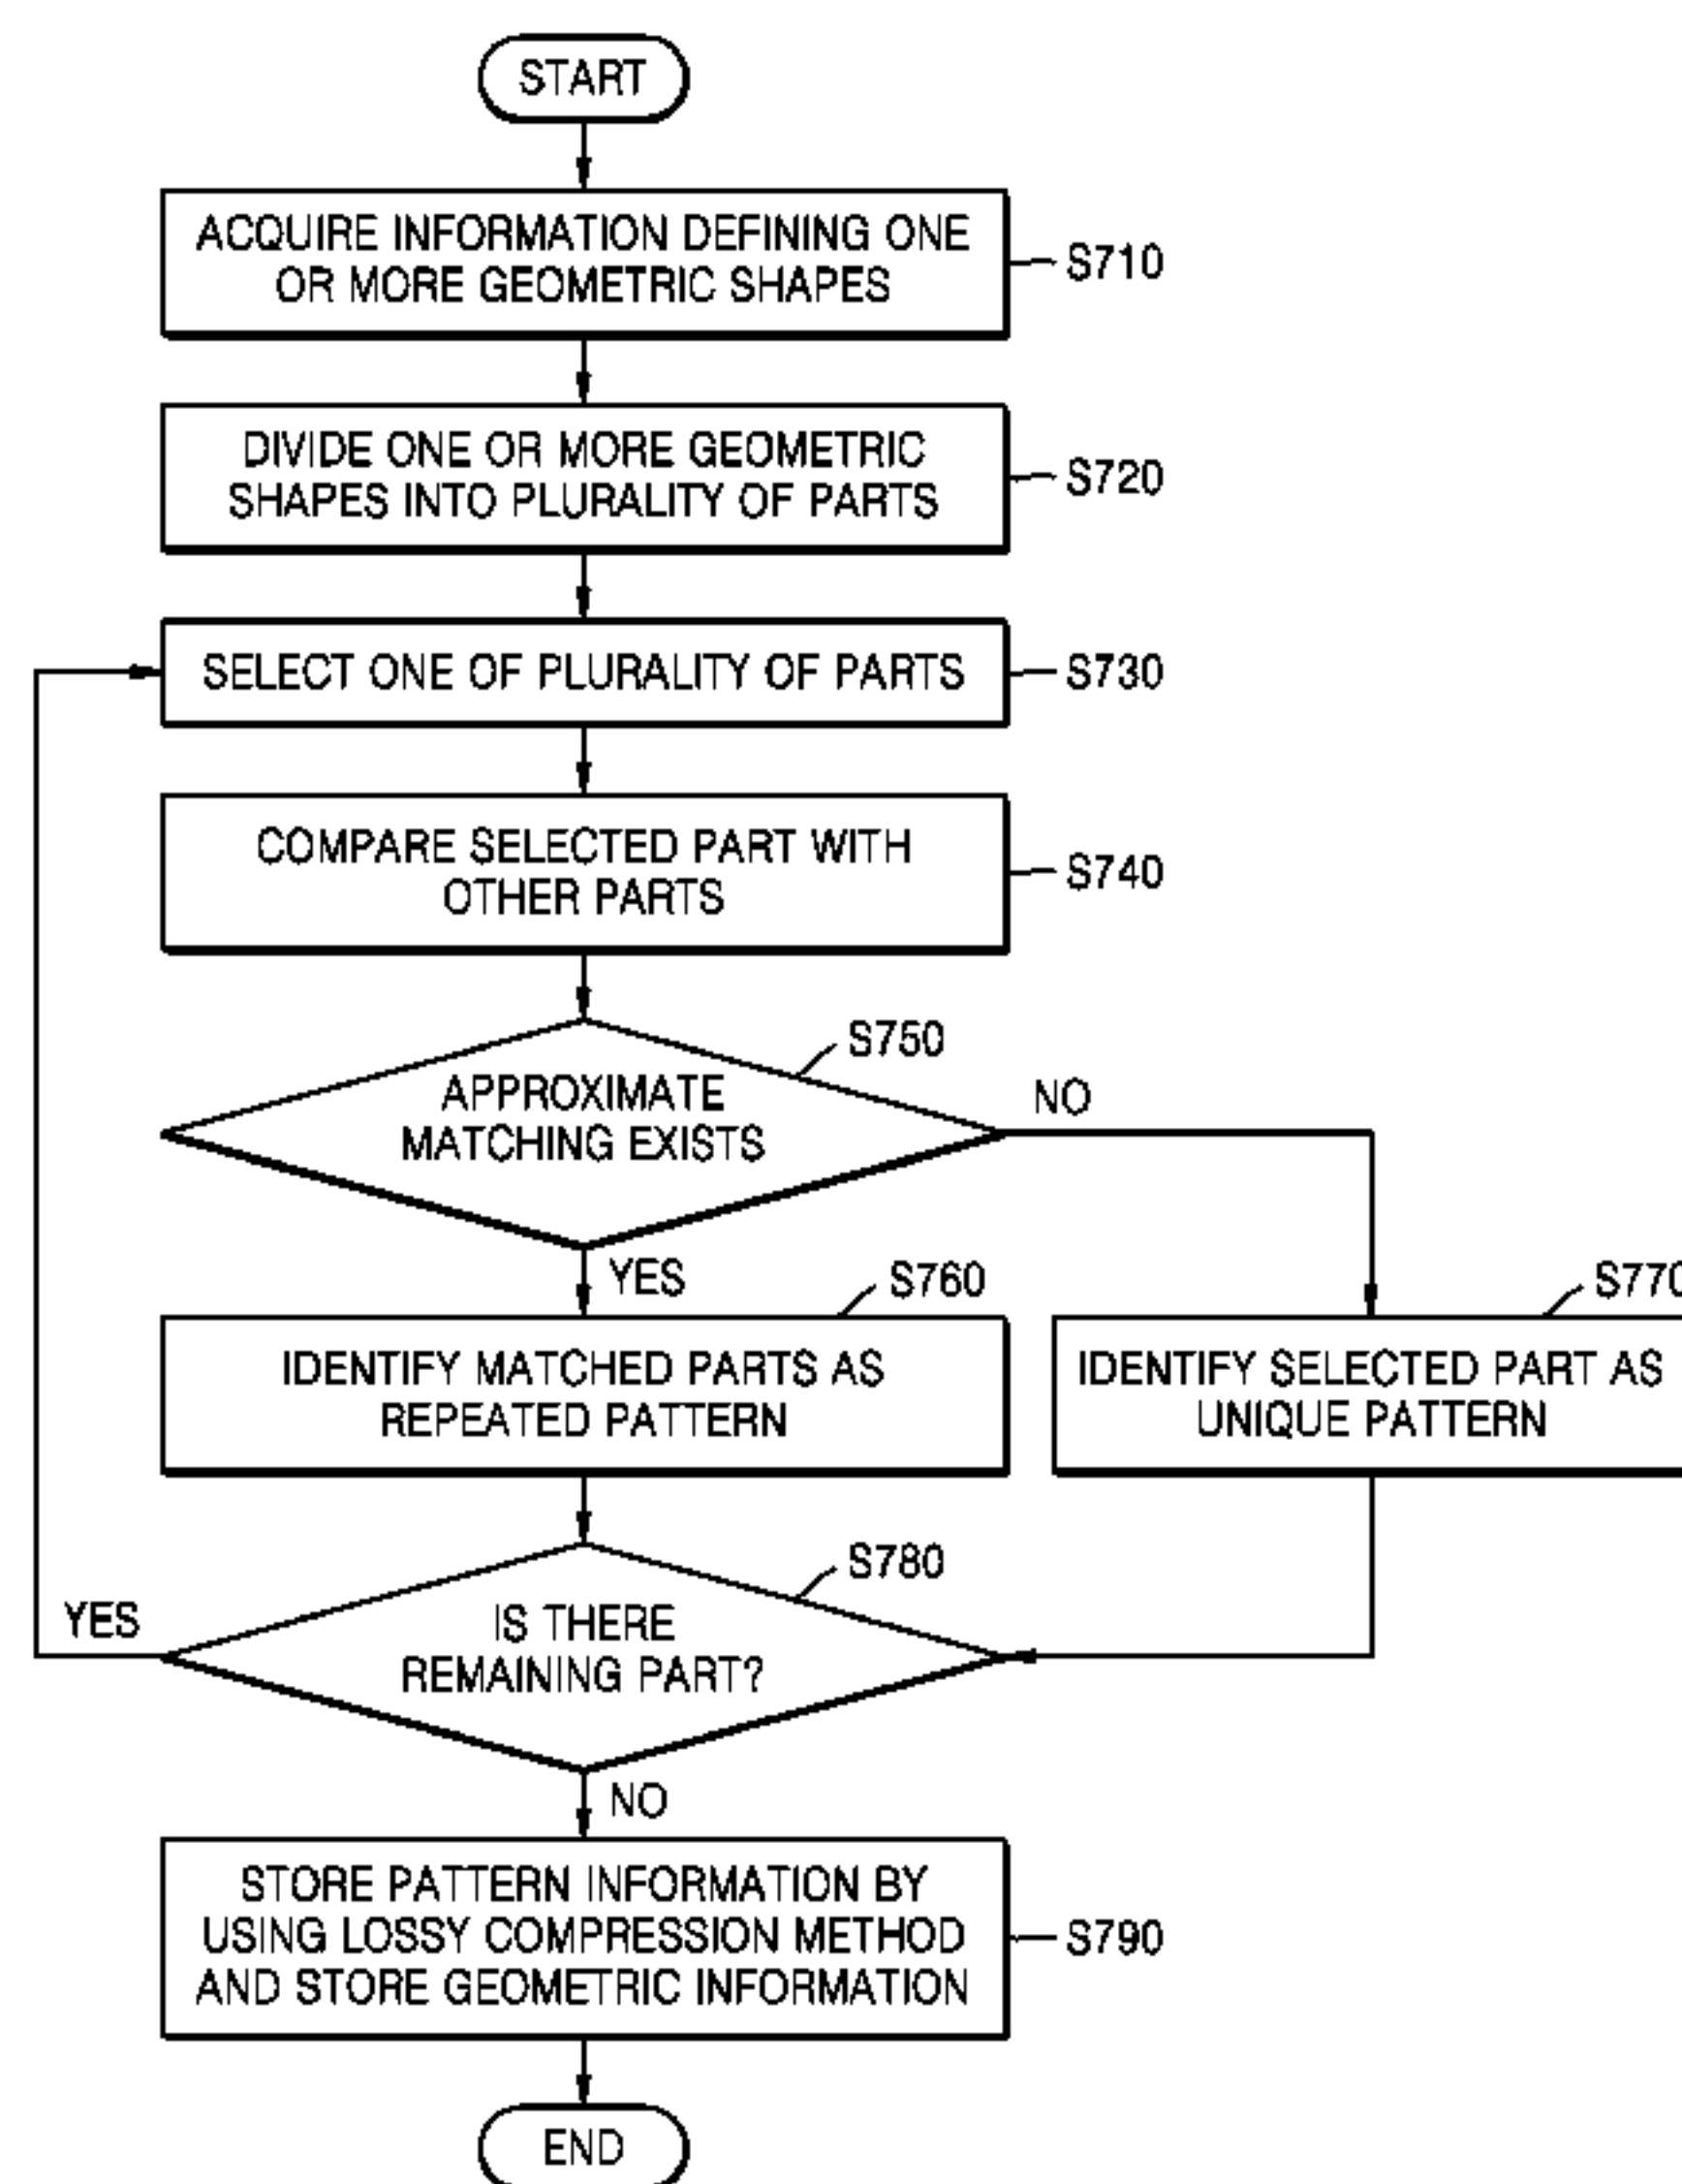 START
ACQUIRE INFORMATION DEFINING ONE
OR MORE GEOMETRIC SHAPES
S710
DIVIDE ONE OR MORE GEOMETRIC
SHAPES INTO PLURALITY OF PARTS
S720
SELECT ONE OF PLURALITY OF PARTS
S730
COMPARE SELECTED PART WITH
OTHER PARTS
S740
S750
APPROXIMATE
MATCHING EXISTS
NO
YES
S760
IDENTIFY MATCHED PARTS AS
REPEATED PATTERN
S770
IDENTIFY SELECTED PART AS
UNIQUE PATTERN
S780
IS THERE
REMAINING PART?
YES
NO
STORE PATTERN INFORMATION BY
USING LOSSY COMPRESSION METHOD
AND STORE GEOMETRIC INFORMATION
S790
END